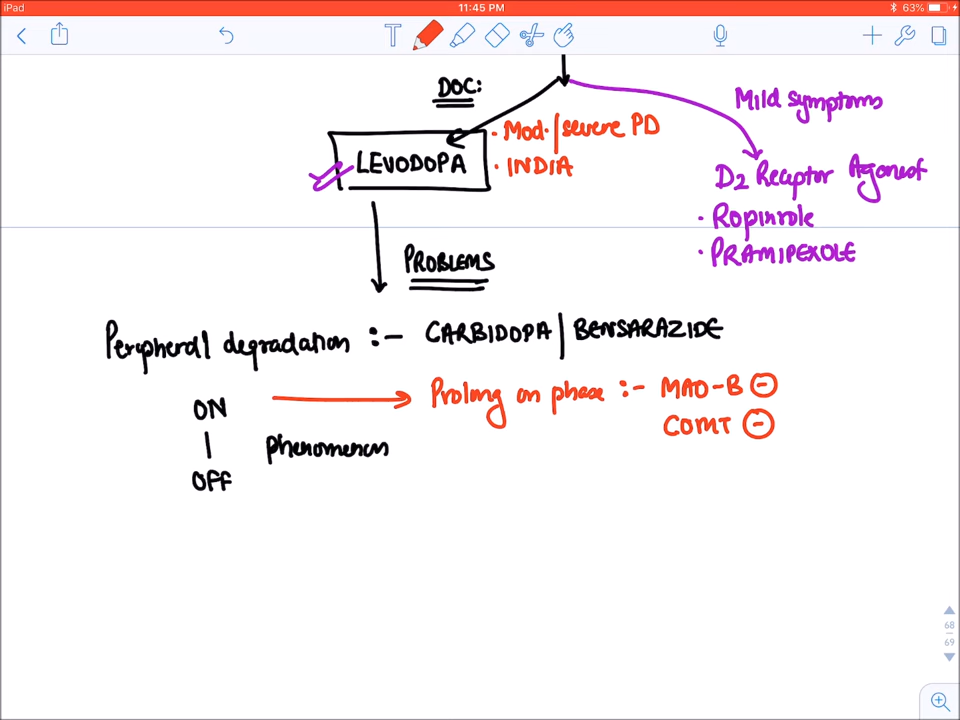 iPad
11:45 PM
63%
T
DOC:
Mild symptoms
· Mod. | severe PD
LEVODOPA
· INDIA
D2 Receptor Agonist
· Ropinirole
· PRAMIPEXOLE
PROBLEMS
Peripheral degradation :- CARBIDOPA | BENSARAZIDE
ON
Prolong on phase :- MAO-B ⊖
COMT ⊖
phenomenon
OFF
68
69